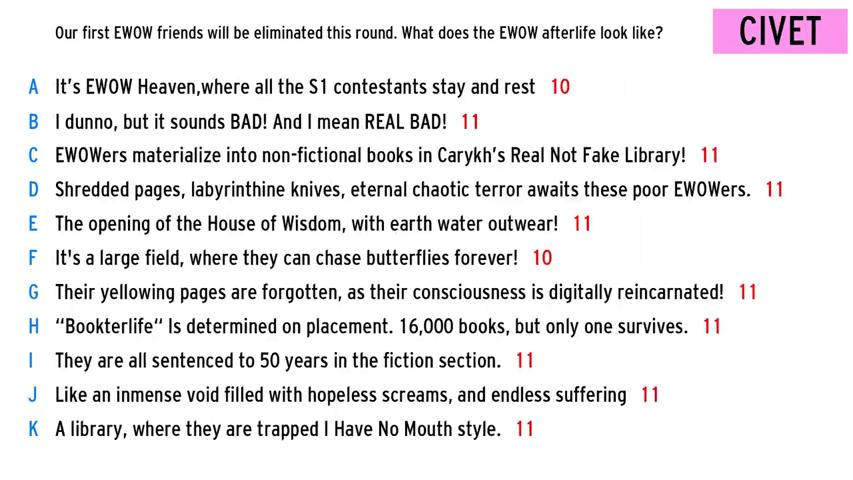 Our first EWOW friends will be eliminated this round. What does the EWOW afterlife look like?
CIVET
A It's EWOW Heaven,where all the S1 contestants stay and rest 10
B I dunno, but it sounds BAD! And I mean REAL BAD! 11
C EWOWers materialize into non-fictional books in Carykh's Real Not Fake Library! 11
D Shredded pages, labyrinthine knives, eternal chaotic terror awaits these poor EWOWers. 11
E The opening of the House of Wisdom, with earth water outwear! 11
F It's a large field, where they can chase butterflies forever! 10
G Their yellowing pages are forgotten, as their consciousness is digitally reincarnated! 11
H “Bookterlife“ Is determined on placement. 16,000 books, but only one survives. 11
I They are all sentenced to 50 years in the fiction section. 11
J Like an inmense void filled with hopeless screams, and endless suffering 11
K A library, where they are trapped I Have No Mouth style. 11